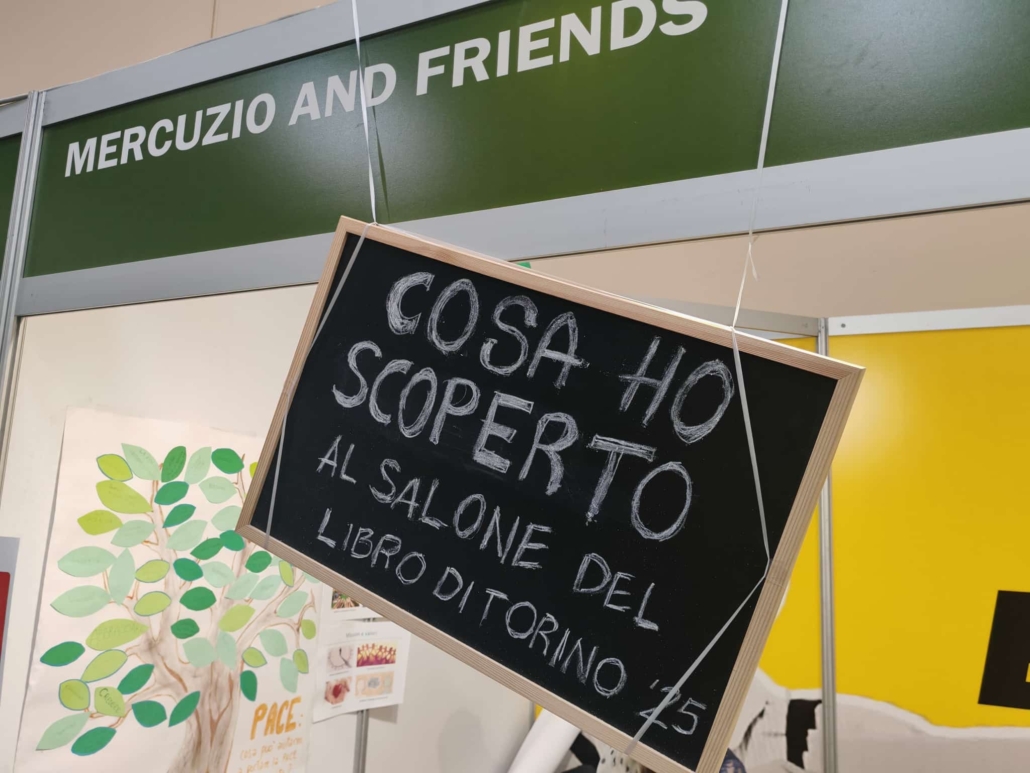 MERCUZIO AND FRIENDS
COSA HO
SCOPERTO
AL SALONE DEL
LIBRO DI TORINO '25
PACE: